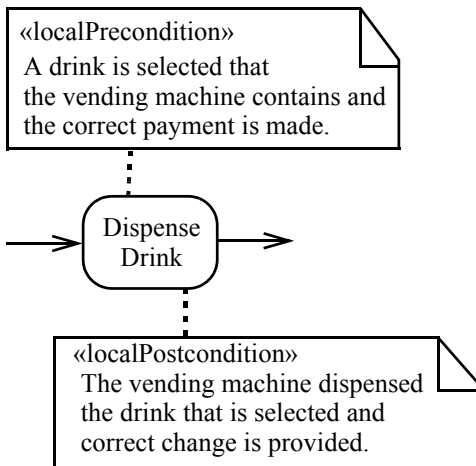 «localPrecondition»
A drink is selected that
the vending machine contains and
the correct payment is made.
Dispense
Drink
«localPostcondition»
The vending machine dispensed
the drink that is selected and
correct change is provided.